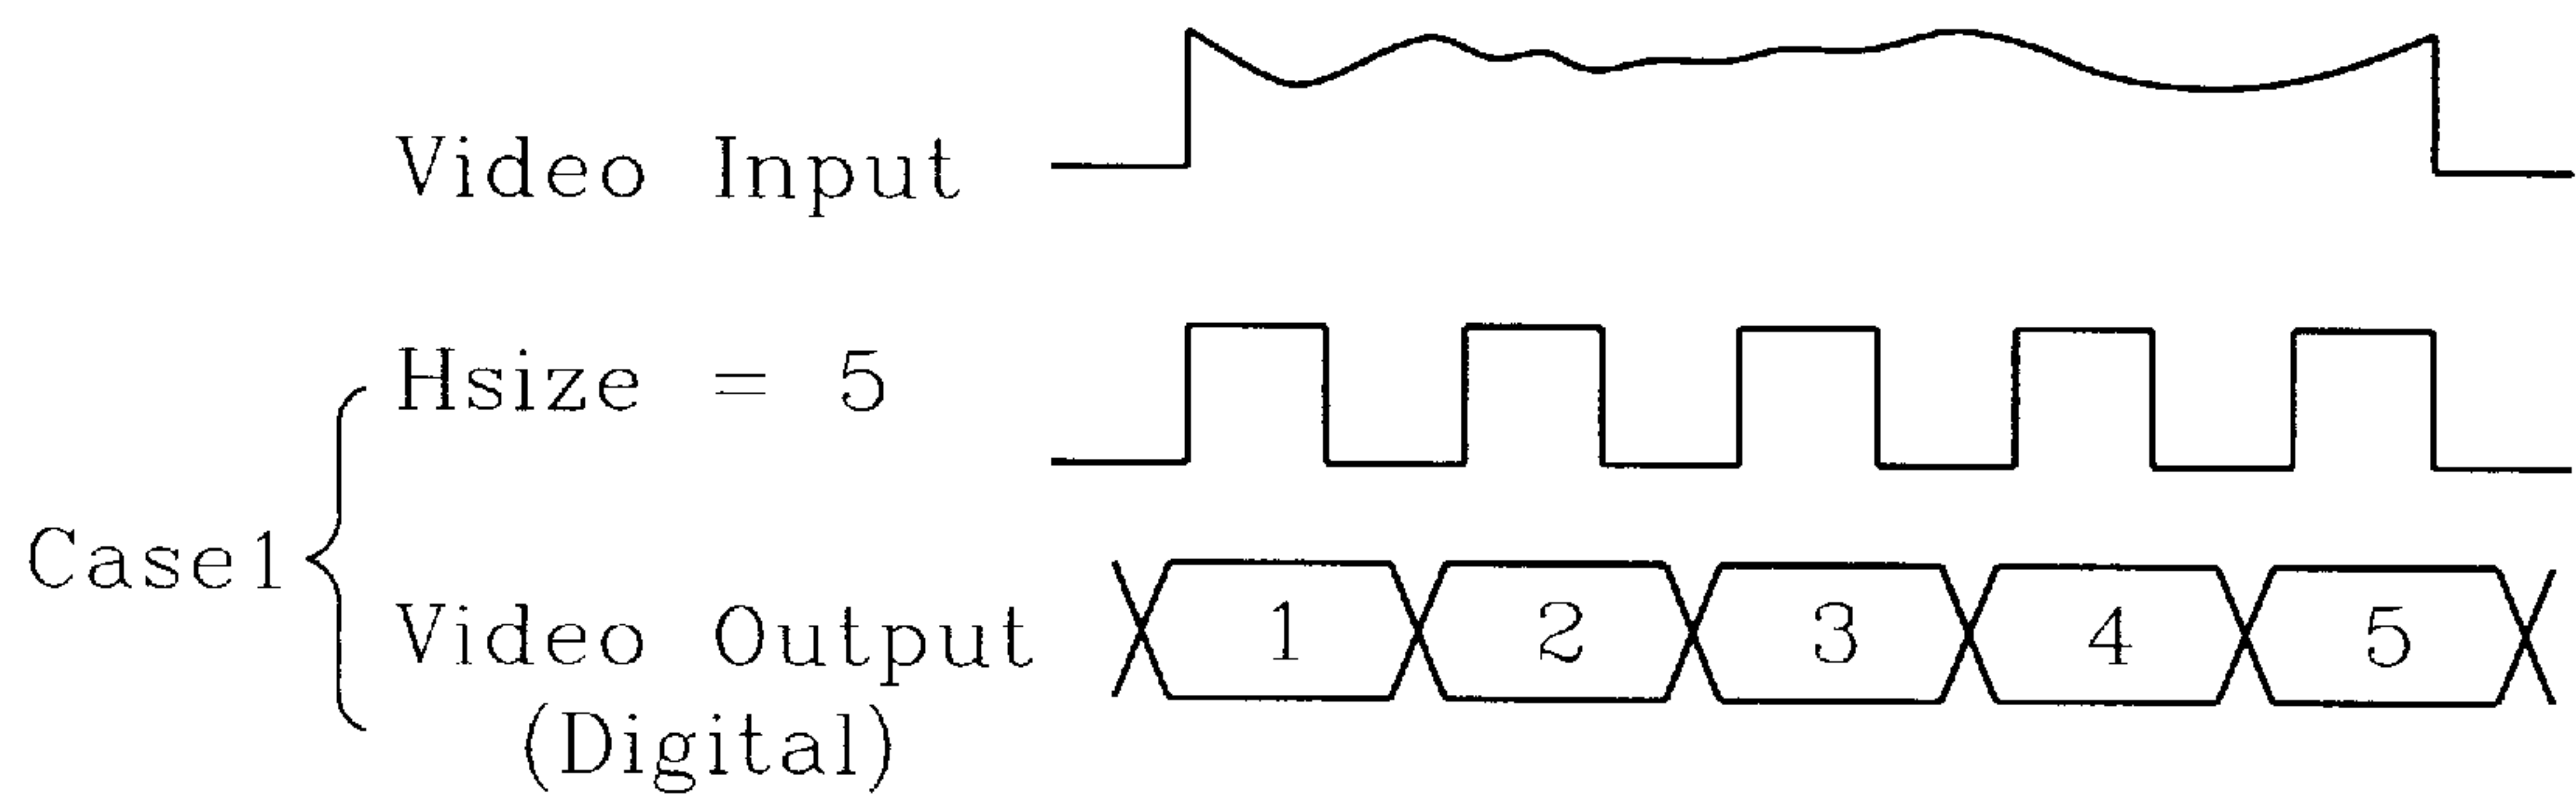 Video Input
Hsize = 5
Case1
Video Output
1 2 3 4 5
(Digital)